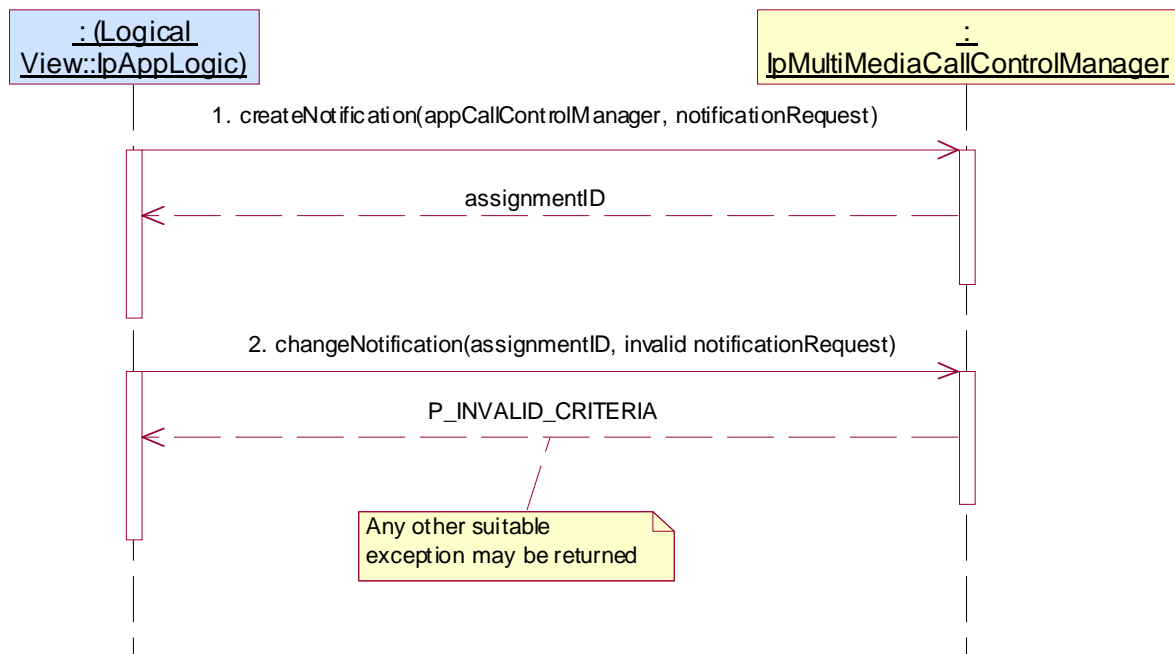 : (Logical
View::IpAppLogic)
:
IpMultiMediaCallControlManager
1. createNotification(appCallControlManager, notificationRequest)
assignmentID
2. changeNotification(assignmentID, invalid notificationRequest)
P_INVALID_CRITERIA
Any other suitable
exception may be returned